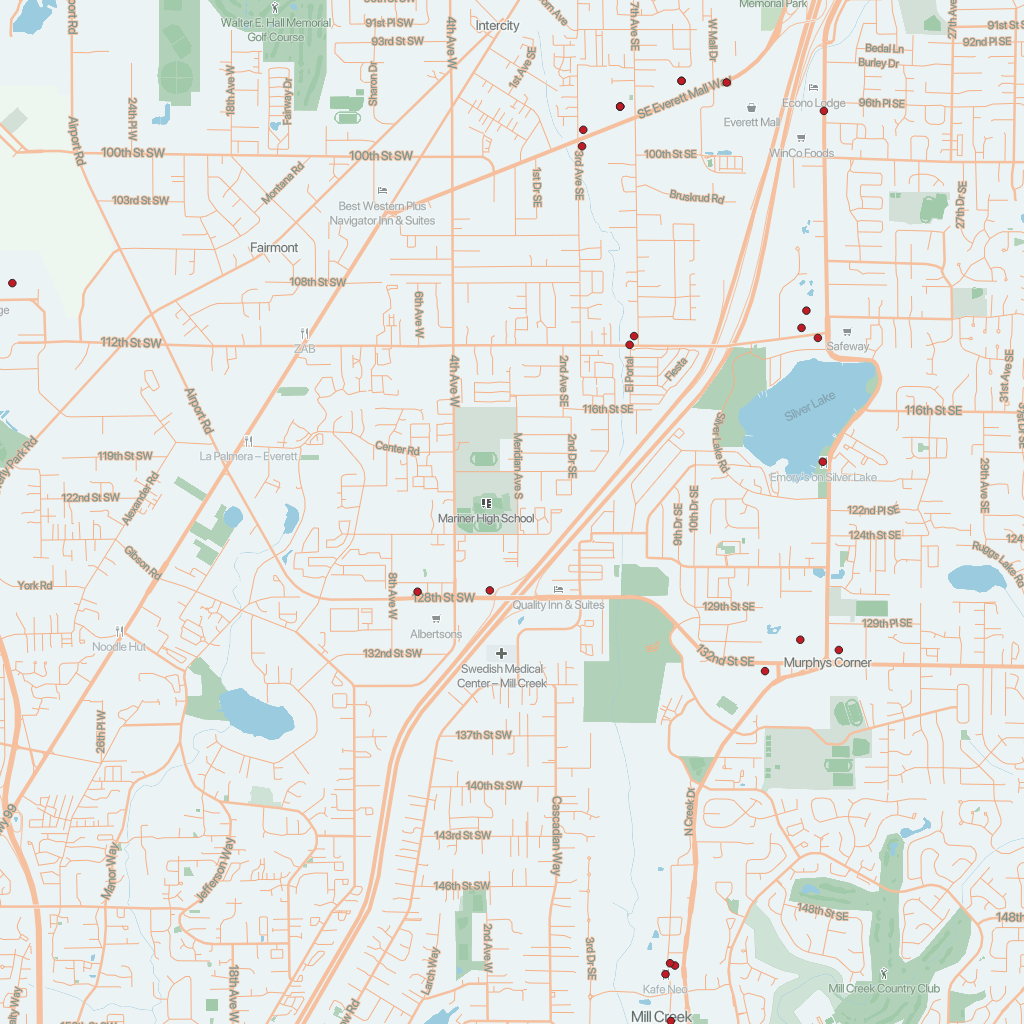 Memorial Park
Walter E. Hall Memorial
Golf Course
Intercity
91st Pl SW
93rd St SW
4th Ave W
7th Ave SE
W Mall Dr
27th Ave
91st St
92nd Pl SE
Bedal Ln
Burley Dr
1st Ave SE
Sharon Dr
18th Ave W
Fairway Dr
24th Pl W
SE Everett Mall Way
Econo Lodge
96th Pl SE
Everett Mall
WinCo Foods
Airport Rd
100th St SW
100th St SW
100th St SE
Montana Rd
1st Dr SE
3rd Ave SE
Bruskrud Rd
27th Dr SE
103rd St SW
Best Western Plus
Navigator Inn & Suites
Fairmont
108th St SW
6th Ave W
112th St SW
ZAB
Safeway
4th Ave W
2nd Ave SE
El Portal
Fiesta
31st Ave SE
Airport Rd
116th St SE
Silver Lake
116th St SE
Silver Lake Rd
Center Rd
Meridian Ave S
2nd Dr SE
119th St SW
La Palmera – Everett
Emory's on Silver Lake
29th Ave SE
122nd St SW
Alexander Rd
Mariner High School
9th Dr SE
10th Dr SE
122nd Pl SE
124th St SE
Gibson Rd
Ruggs Lake Rd
York Rd
8th Ave W
128th St SW
Quality Inn & Suites
Murphys Corner
129th St SE
129th Pl SE
Albertsons
Noodle Hut
132nd St SW
132nd St SE
Swedish Medical
Center – Mill Creek
26th Pl W
137th St SW
140th St SW
N Creek Dr
Cascadian Way
143rd St SW
Manor Way
Jefferson Way
146th St SW
148th St SE
148th
2nd Ave W
3rd Dr SE
Larch Way
18th Ave W
Kafe Neo
Mill Creek Country Club
Mill Creek